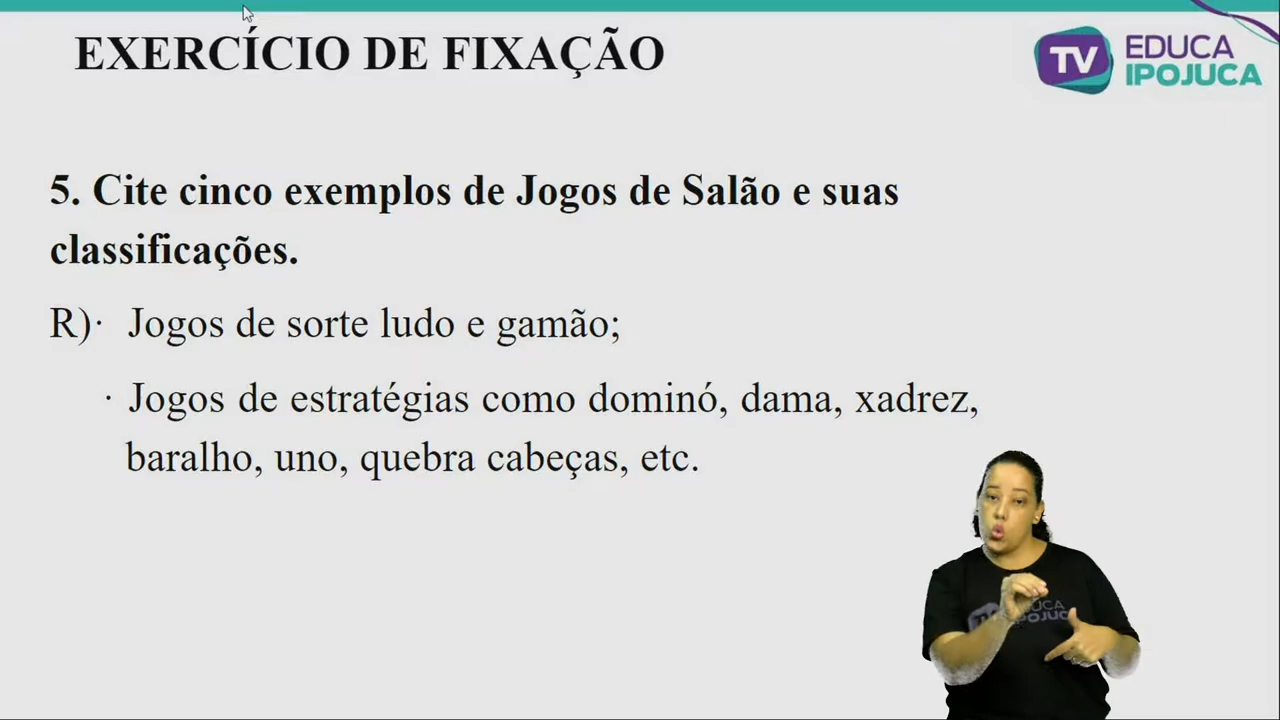 EXERCÍCIO DE FIXAÇÃO
TV EDUCA
IPOJUCA
5. Cite cinco exemplos de Jogos de Salão e suas
classificações.
R)· Jogos de sorte ludo e gamão;
· Jogos de estratégias como dominó, dama, xadrez,
baralho, uno, quebra cabeças, etc.